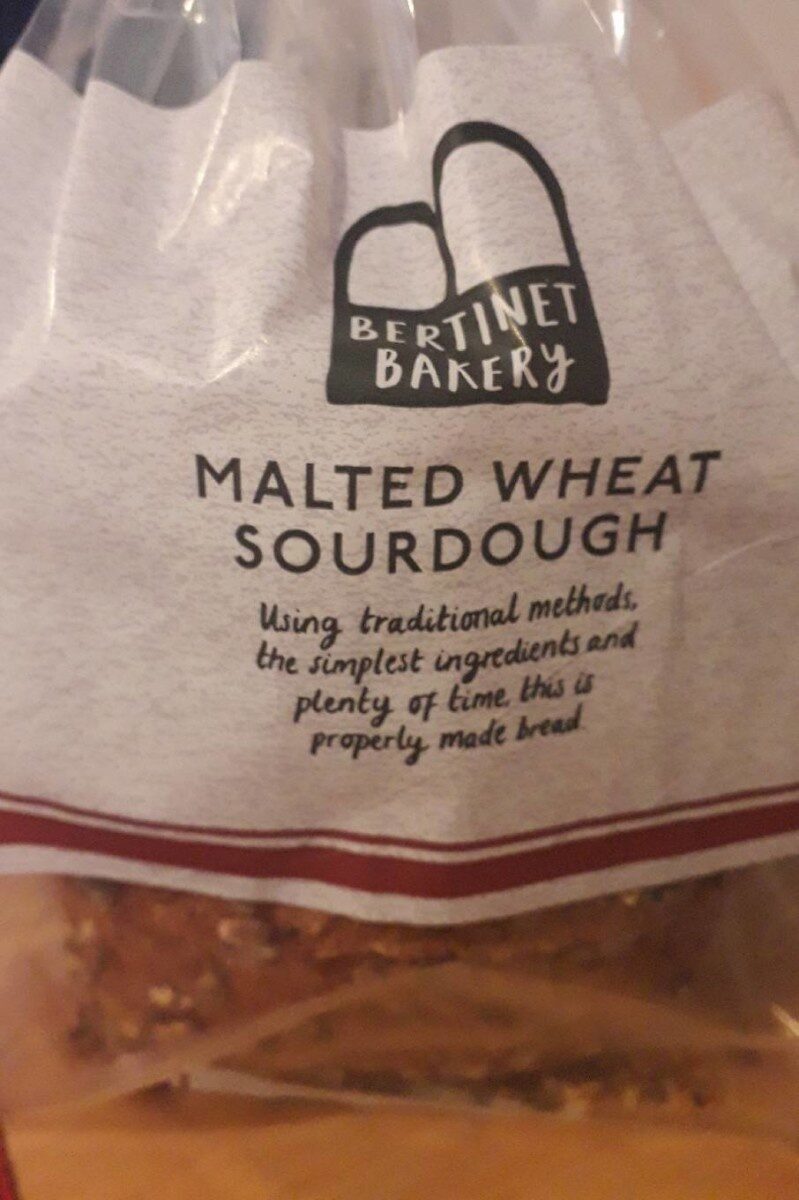 BERTINET
BAKERY
MALTED WHEAT
SOURDOUGH
Using traditional methods,
the simplest ingredients and
plenty of time, this is
properly made bread